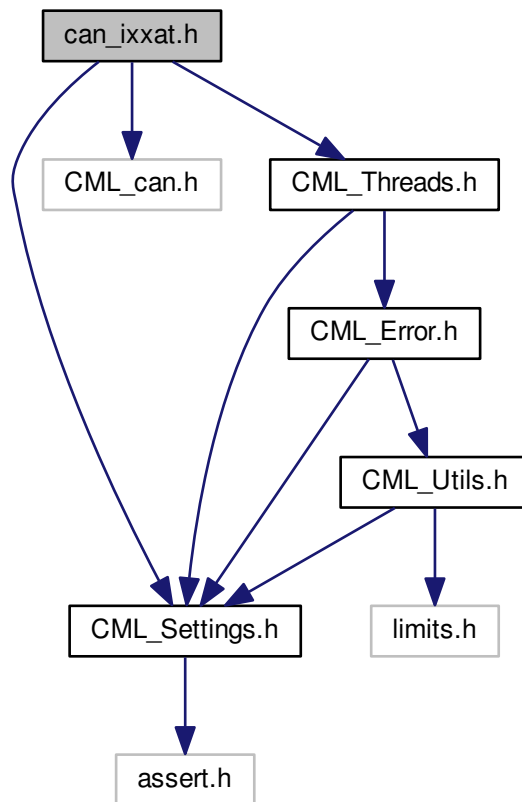 can_ixxat.h
CML_can.h
CML_Threads.h
CML_Error.h
CML_Utils.h
CML_Settings.h
limits.h
assert.h